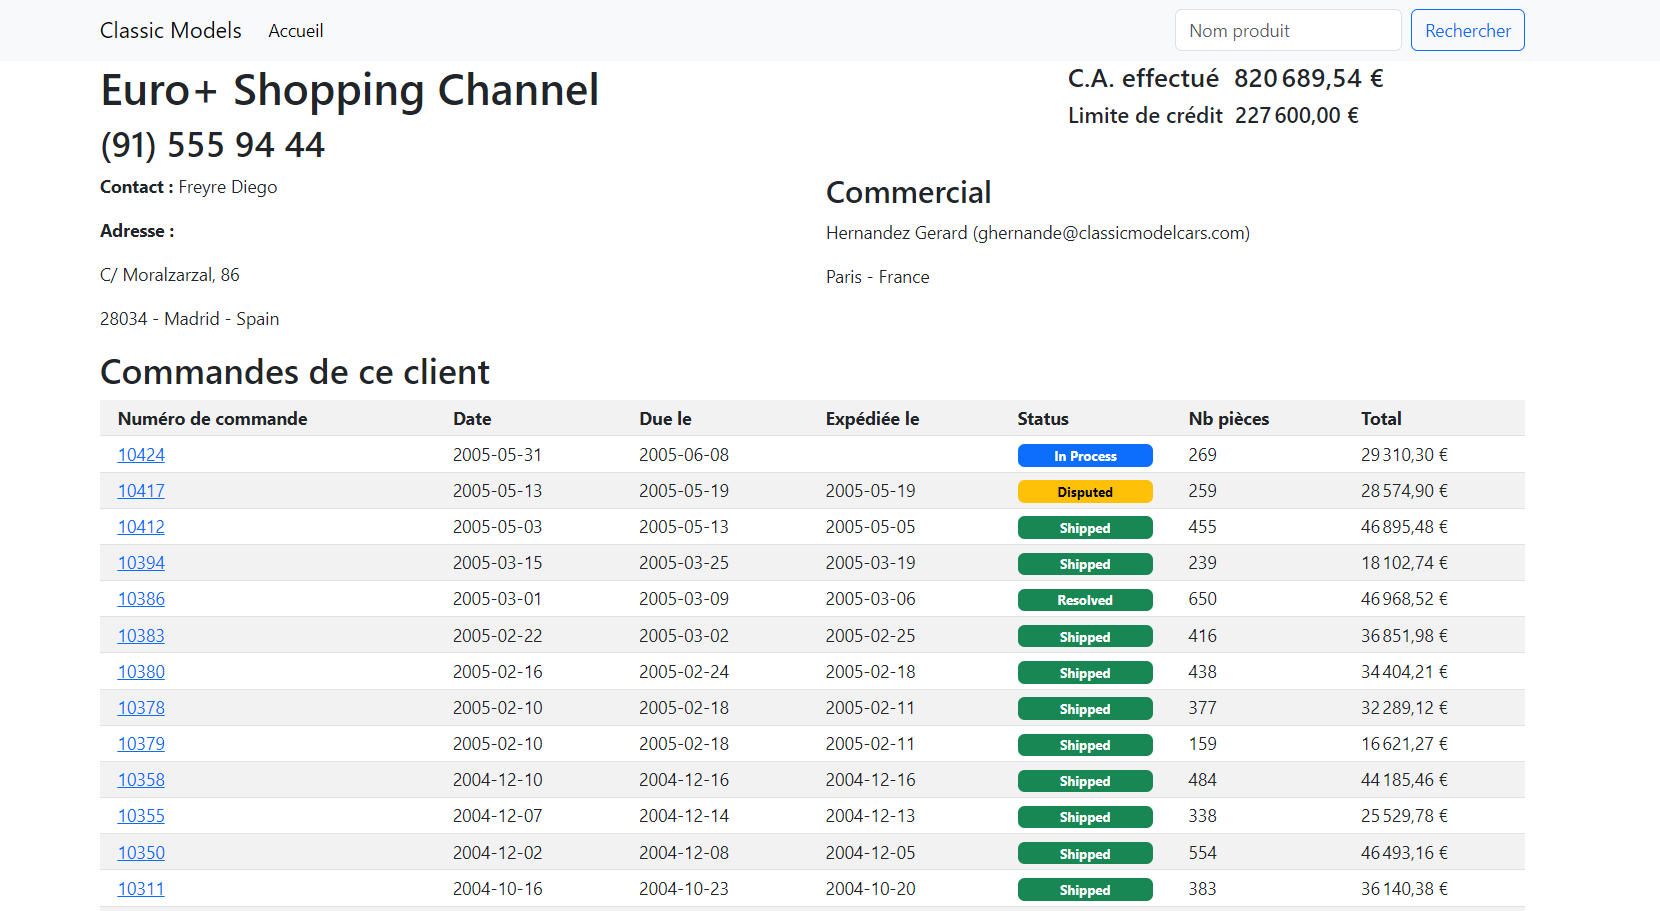 Classic Models Accueil Nom produit Rechercher
Euro+ Shopping Channel
C.A. effectué 820 689,54 €
Limite de crédit 227 600,00 €
(91) 555 94 44
Contact : Freyre Diego
Adresse :
C/ Moralzarzal, 86
28034 - Madrid - Spain
Commercial
Hernandez Gerard (ghernande@classicmodelcars.com)
Paris - France
Commandes de ce client
Numéro de commande Date Due le Expédiée le Status Nb pièces Total
10424 2005-05-31 2005-06-08 In Process 269 29 310,30 €
10417 2005-05-13 2005-05-19 2005-05-19 Disputed 259 28 574,90 €
10412 2005-05-03 2005-05-13 2005-05-05 Shipped 455 46 895,48 €
10394 2005-03-15 2005-03-25 2005-03-19 Shipped 239 18 102,74 €
10386 2005-03-01 2005-03-09 2005-03-06 Resolved 650 46 968,52 €
10383 2005-02-22 2005-03-02 2005-02-25 Shipped 416 36 851,98 €
10380 2005-02-16 2005-02-24 2005-02-18 Shipped 438 34 404,21 €
10378 2005-02-10 2005-02-18 2005-02-11 Shipped 377 32 289,12 €
10379 2005-02-10 2005-02-18 2005-02-11 Shipped 159 16 621,27 €
10358 2004-12-10 2004-12-16 2004-12-16 Shipped 484 44 185,46 €
10355 2004-12-07 2004-12-14 2004-12-13 Shipped 338 25 529,78 €
10350 2004-12-02 2004-12-08 2004-12-05 Shipped 554 46 493,16 €
10311 2004-10-16 2004-10-23 2004-10-20 Shipped 383 36 140,38 €